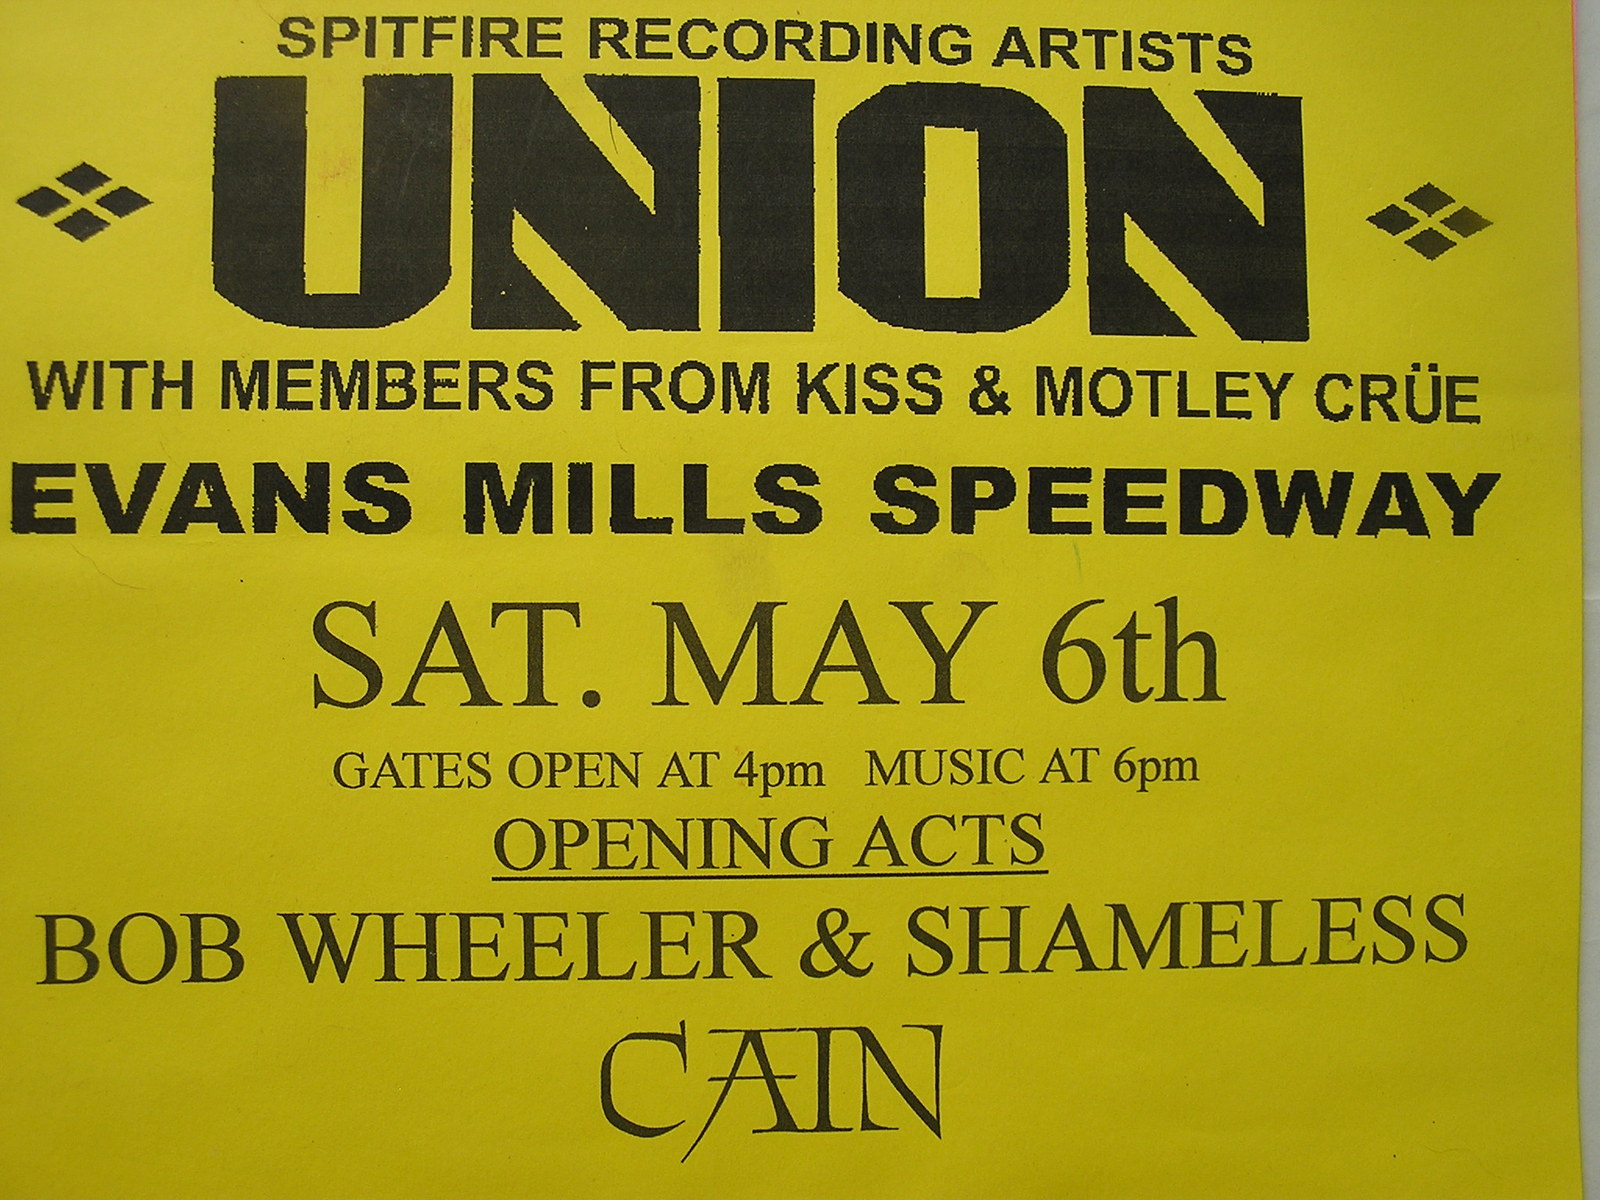 SPITFIRE RECORDING ARTISTS
UNION
WITH MEMBERS FROM KISS & MOTLEY CRÜE
EVANS MILLS SPEEDWAY
SAT. MAY 6th
GATES OPEN AT 4pm MUSIC AT 6pm
OPENING ACTS
BOB WHEELER & SHAMELESS
CAIN